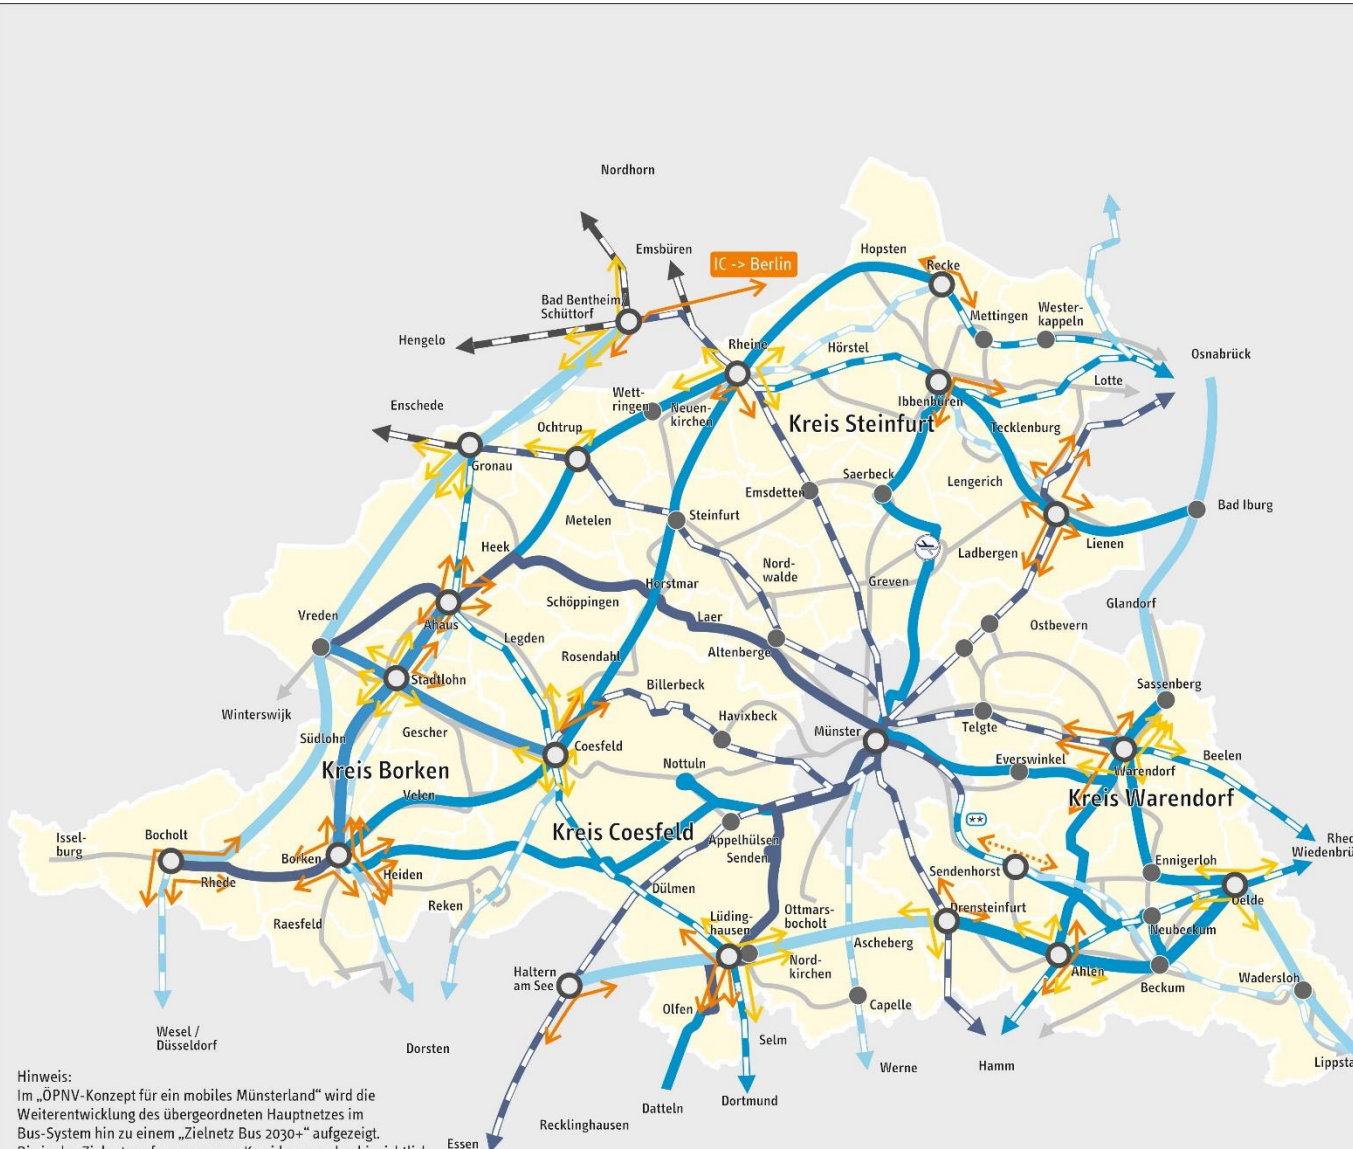 Nordhorn
Emsbüren
IC -> Berlin
Bad Bentheim/
Schüttorf
Hengelo
Enschede
Gronau
Ochtrup
Wett-
ringen
Neuen-
kirchen
Rheine
Hörstel
Hopsten
Recke
Mettingen
Wester-
kappeln
Osnabrück
Lotte
Ibbenbüren
Kreis Steinfurt
Tecklenburg
Saerbeck
Lengerich
Emsdetten
Steinfurt
Metelen
Bad Iburg
Lienen
Ladbergen
Heek
Nord-
walde
Greven
Horstmar
Schöppingen
Laer
Glandorf
Ostbevern
Vreden
Ahaus
Legden
Altenberge
Rosendahl
Stadtlohn
Billerbeck
Sassenberg
Winterswijk
Havixbeck
Münster
Telgte
Südlohn
Gescher
Coesfeld
Nottuln
Everswinkel
Warendorf
Beelen
Kreis Borken
Velen
Kreis Warendorf
**
Kreis Coesfeld
Issel-
burg
Bocholt
Appelhülsen
Senden
Rhed
Wiedenbrü
Borken
Heiden
Rhede
Ennigerloh
Sendenhorst
Oelde
Dülmen
Reken
Raesfeld
Lüding-
hausen
Ottmars-
bocholt
Drensteinfurt
Neubeckum
Ascheberg
Nord-
kirchen
Haltern
am See
Ahlen
Beckum
Wadersloh
Olfen
Capelle
Wesel /
Düsseldorf
Dorsten
Selm
Werne
Hamm
Lippsta
Hinweis:
Im „ÖPNV-Konzept für ein mobiles Münsterland“ wird die
Weiterentwicklung des übergeordneten Hauptnetzes im
Bus-System hin zu einem „Zielnetz Bus 2030+“ aufgezeigt.
Datteln
Dortmund
Recklinghausen
Essen